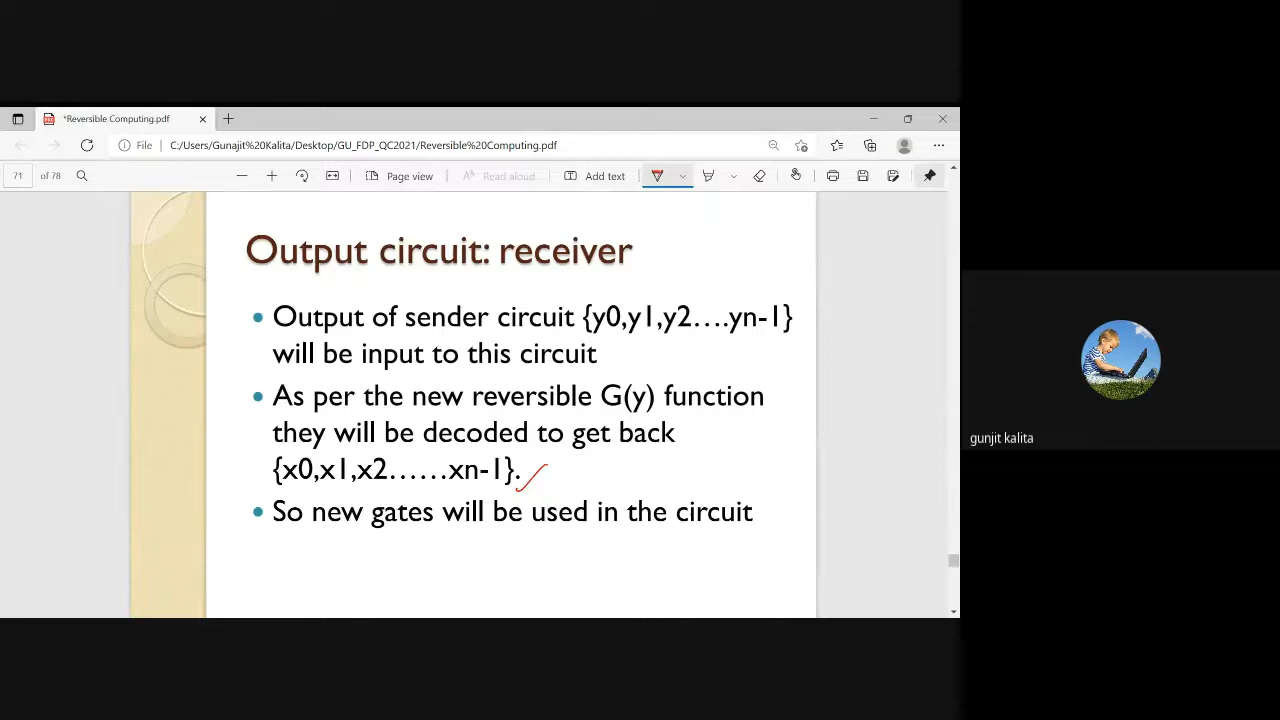 *Reversible Computing.pdf
File C:/Users/Gunajit%20Kalita/Desktop/GU_FDP_QC2021/Reversible%20Computing.pdf
71 of 78 Page view Read aloud Add text
Output circuit: receiver
• Output of sender circuit {y0,y1,y2….yn-1}
will be input to this circuit
• As per the new reversible G(y) function
they will be decoded to get back
{x0,x1,x2……xn-1}.
• So new gates will be used in the circuit
gunjit kalita